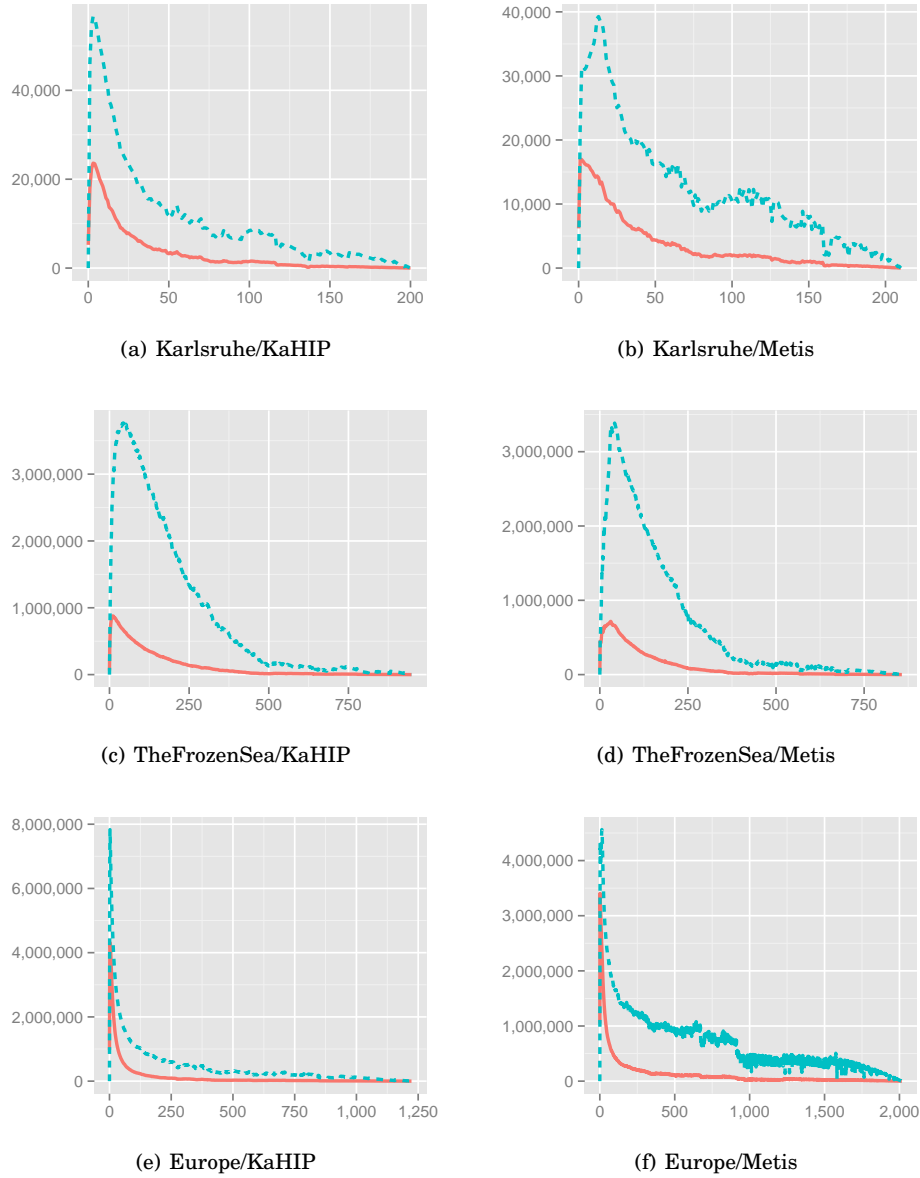 40,000
20,000
0
0 50 100 150 200
(a) Karlsruhe/KaHIP
40,000
30,000
20,000
10,000
0
0 50 100 150 200
(b) Karlsruhe/Metis
3,000,000
2,000,000
1,000,000
0
0 250 500 750
(c) TheFrozenSea/KaHIP
3,000,000
2,000,000
1,000,000
0
0 250 500 750
(d) TheFrozenSea/Metis
8,000,000
6,000,000
4,000,000
2,000,000
0
0 250 500 750 1,000 1,250
(e) Europe/KaHIP
4,000,000
3,000,000
2,000,000
1,000,000
0
0 500 1,000 1,500 2,000
(f) Europe/Metis